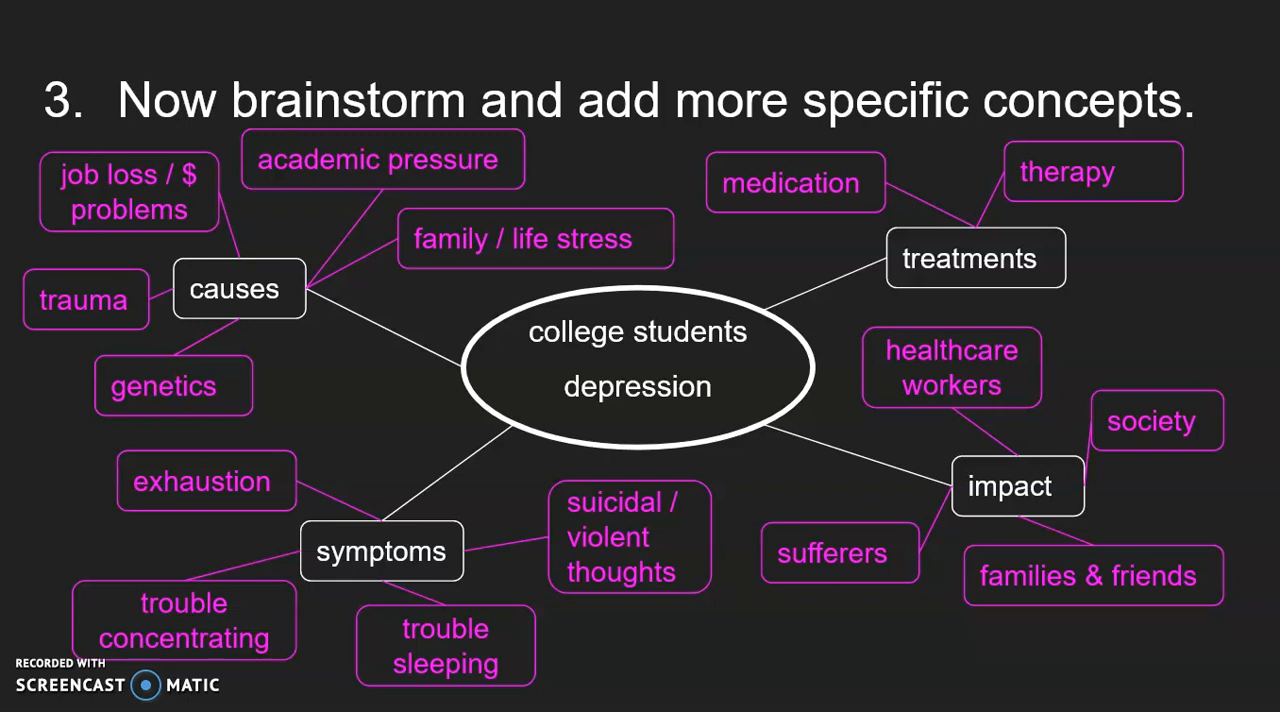 3. Now brainstorm and add more specific concepts.
job loss / $
problems
academic pressure
family / life stress
trauma
causes
genetics
medication
therapy
treatments
college students
depression
healthcare
workers
society
impact
sufferers
families & friends
exhaustion
symptoms
suicidal /
violent
thoughts
trouble
concentrating
trouble
sleeping
RECORDED WITH
SCREENCAST MATIC